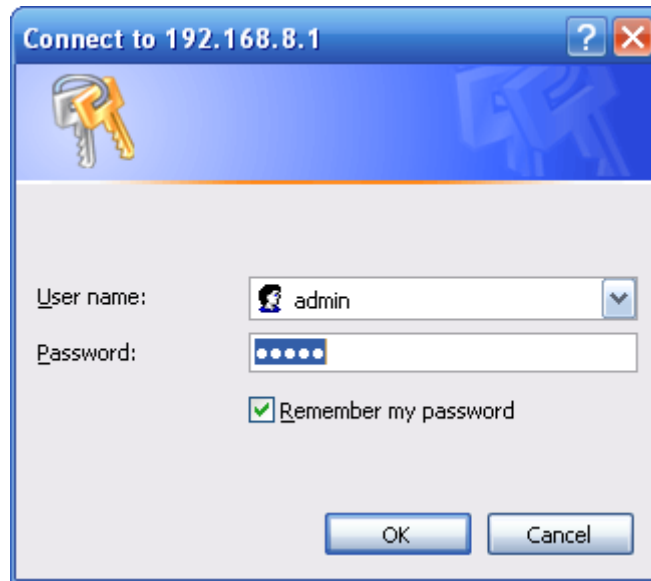 Connect to 192.168.8.1
User name:
admin
Password:
●●●●●
Remember my password
OK
Cancel